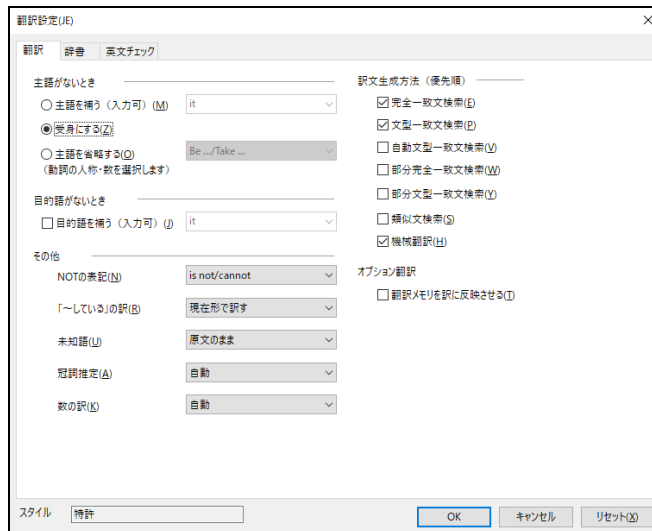 翻訳設定(JE)
翻訳 辞書 英文チェック
主語がないとき
主語を補う（入力可）(M) it
受身にする(Z)
主語を省略する(O) Be .../Take ...
（動詞の人称・数を選択します）
目的語がないとき
目的語を補う（入力可）(J) it
その他
NOTの表記(N) is not/cannot
「～している」の訳(R) 現在形で訳す
未知語(U) 原文のまま
冠詞推定(A) 自動
数の訳(K) 自動
訳文生成方法（優先順）
完全一致文検索(E)
文型一致文検索(P)
自動文型一致文検索(V)
部分完全一致文検索(W)
部分文型一致文検索(Y)
類似文検索(S)
機械翻訳(H)
オプション翻訳
翻訳メモリを訳に反映させる(T)
スタイル 特許
OK キャンセル リセット(X)